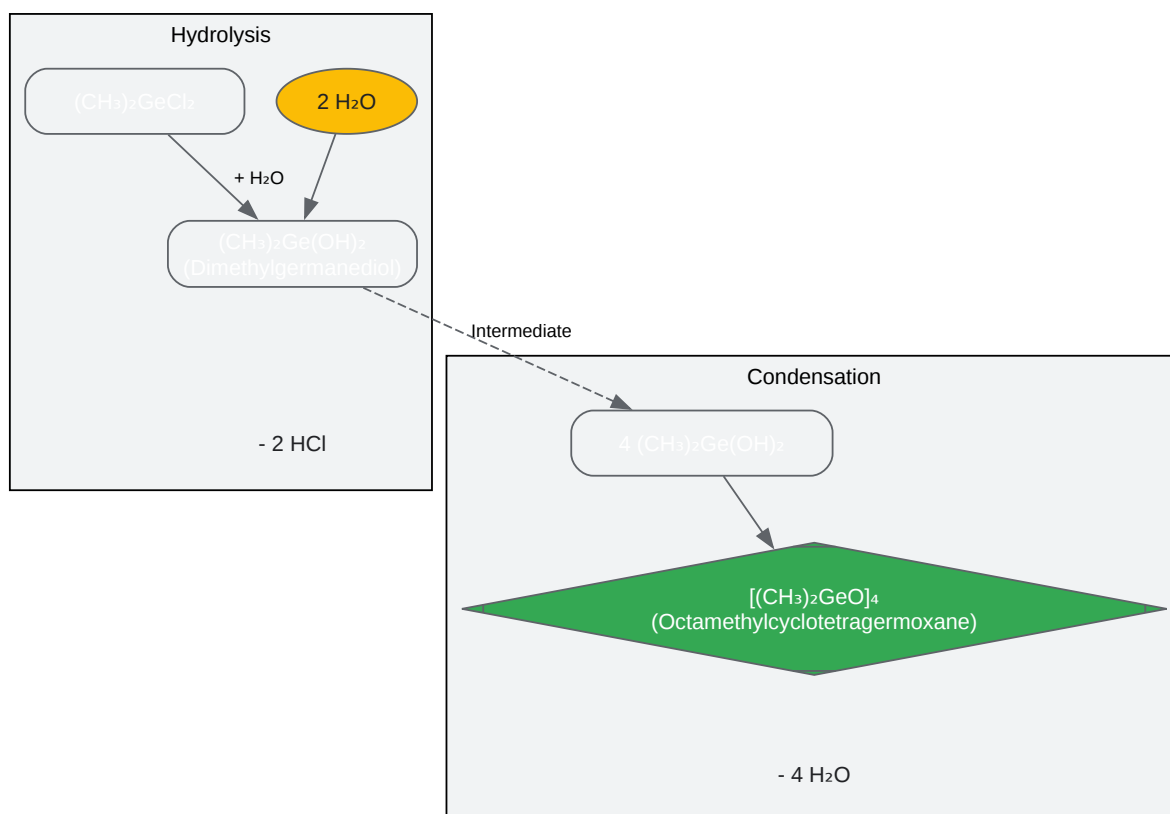 Hydrolysis
(CH₃)₂GeCl₂
2 H₂O
+ H₂O
(CH₃)₂Ge(OH)₂
(Dimethylgermanediol)
Intermediate
- 2 HCl
Condensation
4 (CH₃)₂Ge(OH)₂
[(CH₃)₂GeO]₄
(Octamethylcyclotetragermoxane)
- 4 H₂O